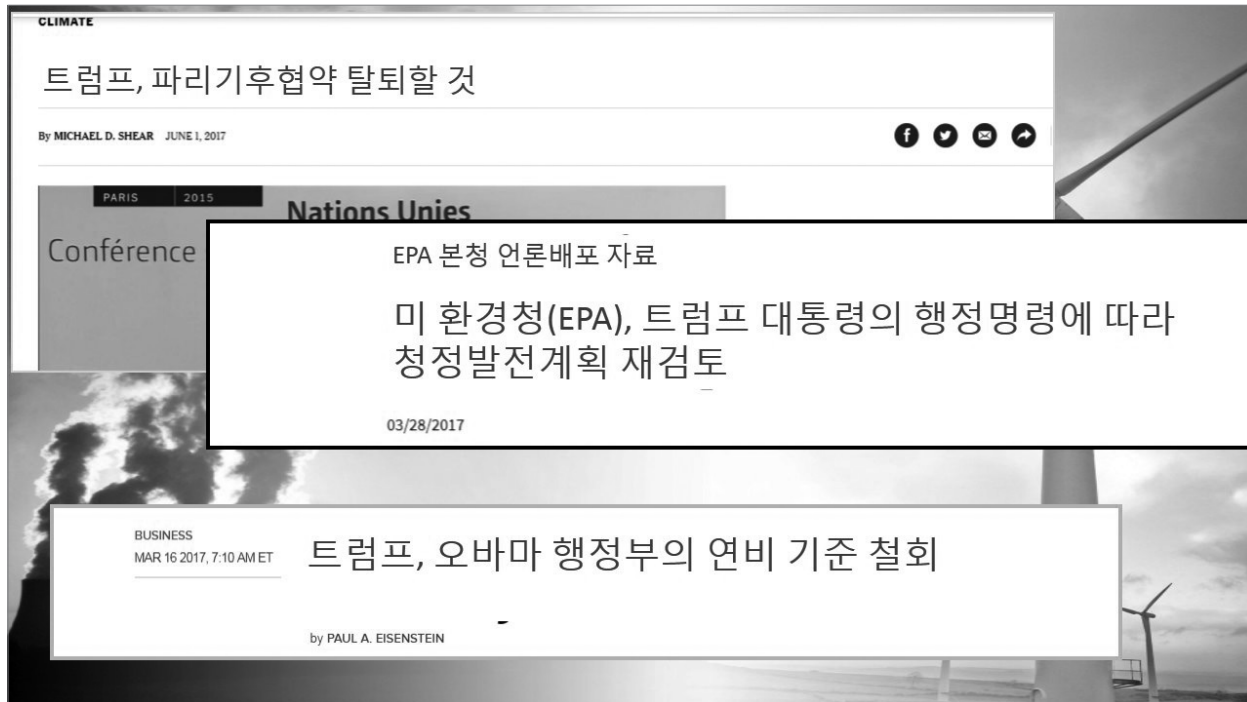 CLIMATE
트럼프, 파리기후협약 탈퇴할 것
By MICHAEL D. SHEAR JUNE 1, 2017
PARIS 2015
Nations Unies
Conférence
EPA 본청 언론배포 자료
미 환경청(EPA), 트럼프 대통령의 행정명령에 따라
청정발전계획 재검토
03/28/2017
BUSINESS
MAR 16 2017, 7:10 AM ET
트럼프, 오바마 행정부의 연비 기준 철회
by PAUL A. EISENSTEIN